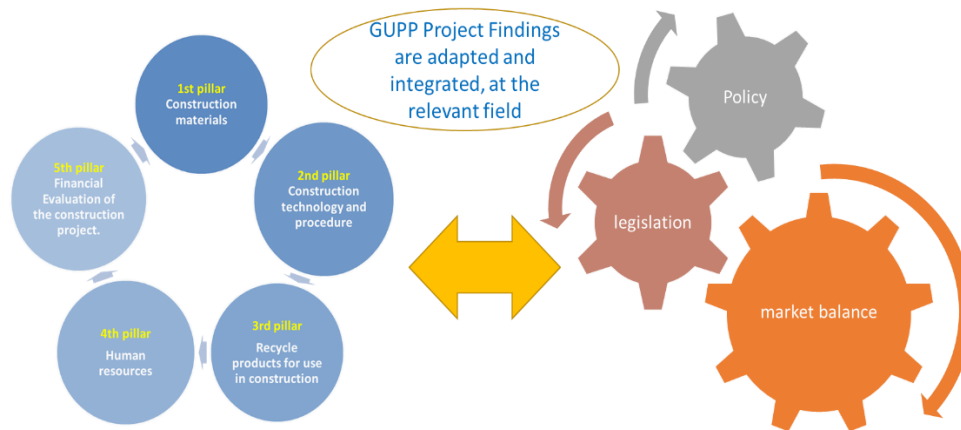 GUPP Project Findings
are adapted and
integrated, at the
relevant field
1st pillar
Construction
materials
2nd pillar
Construction
technology and
procedure
3rd pillar
Recycle
products for use
in construction
4th pillar
Human
resources
5th pillar
Financial
Evaluation of
the construction
project.
Policy
legislation
market balance